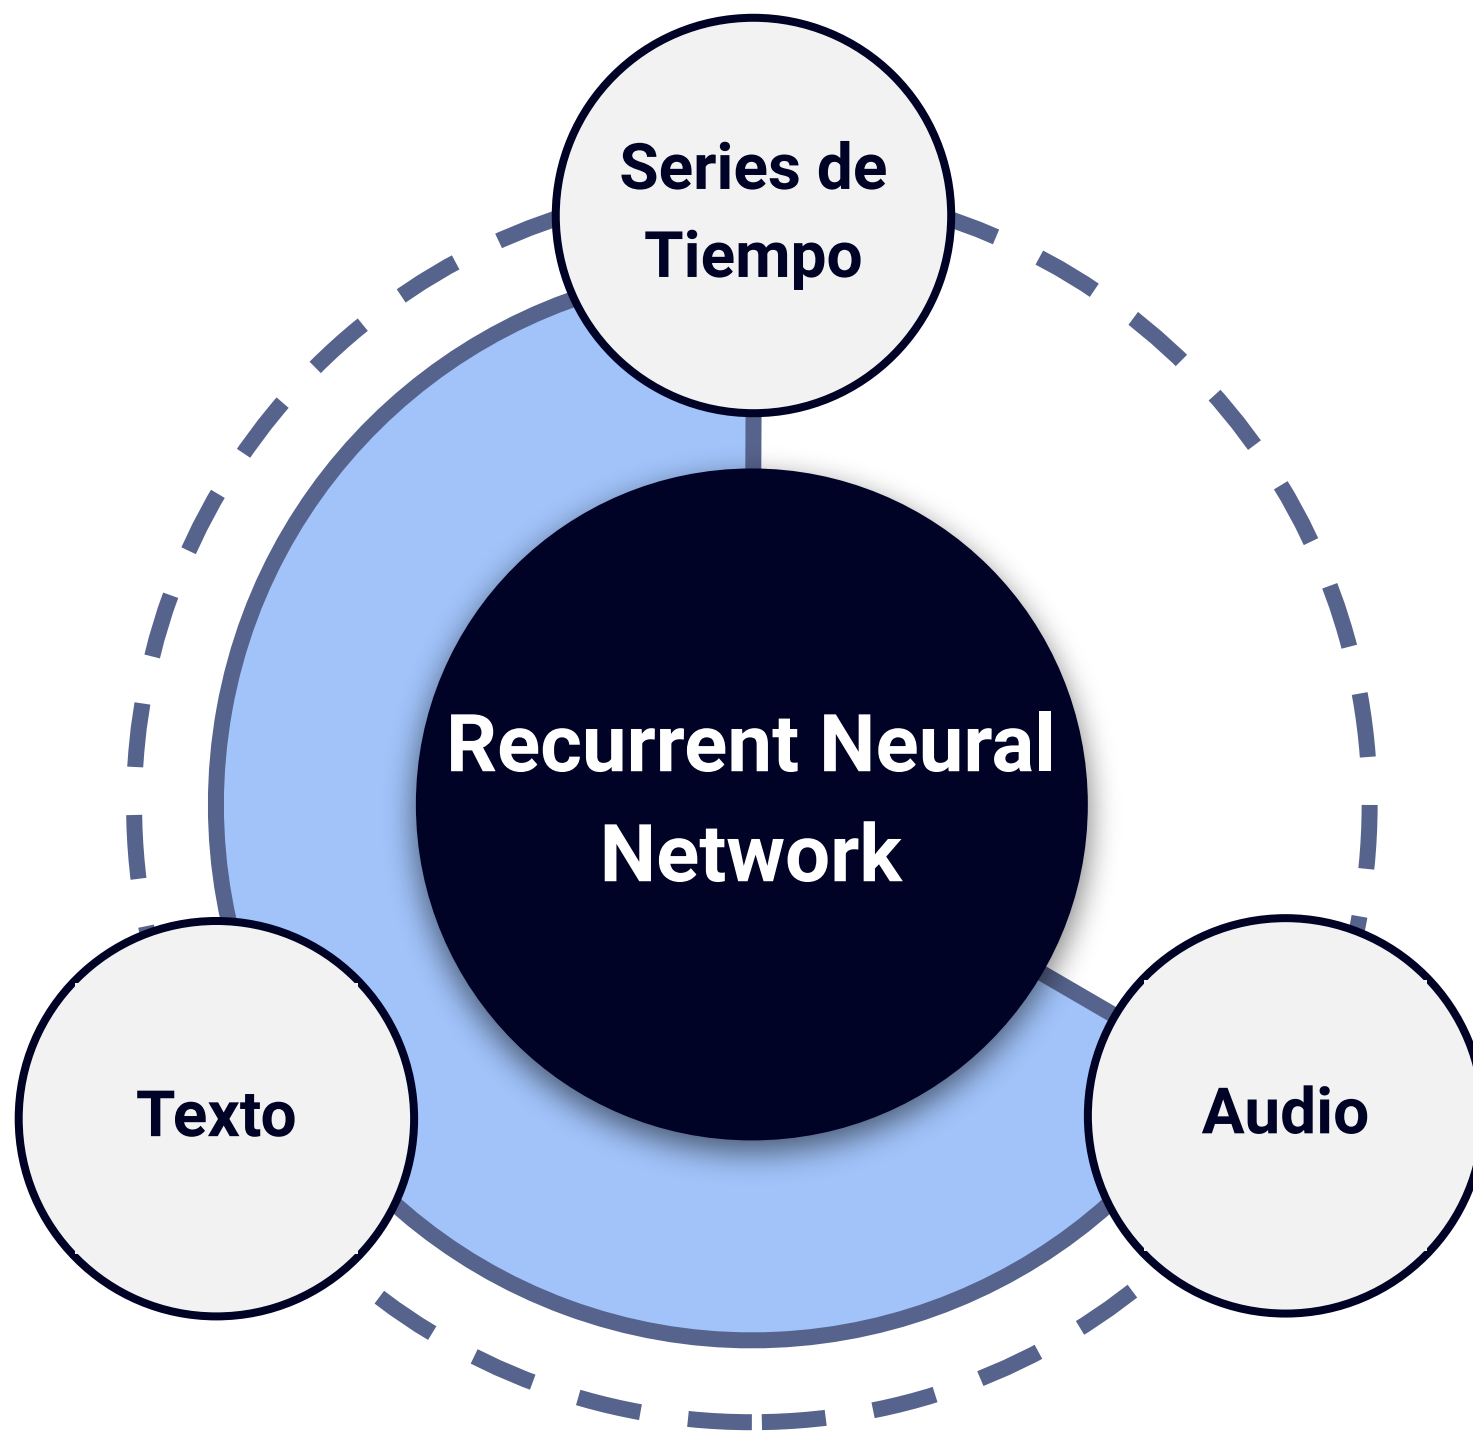 Series de
Tiempo
Recurrent Neural
Network
Texto
Audio